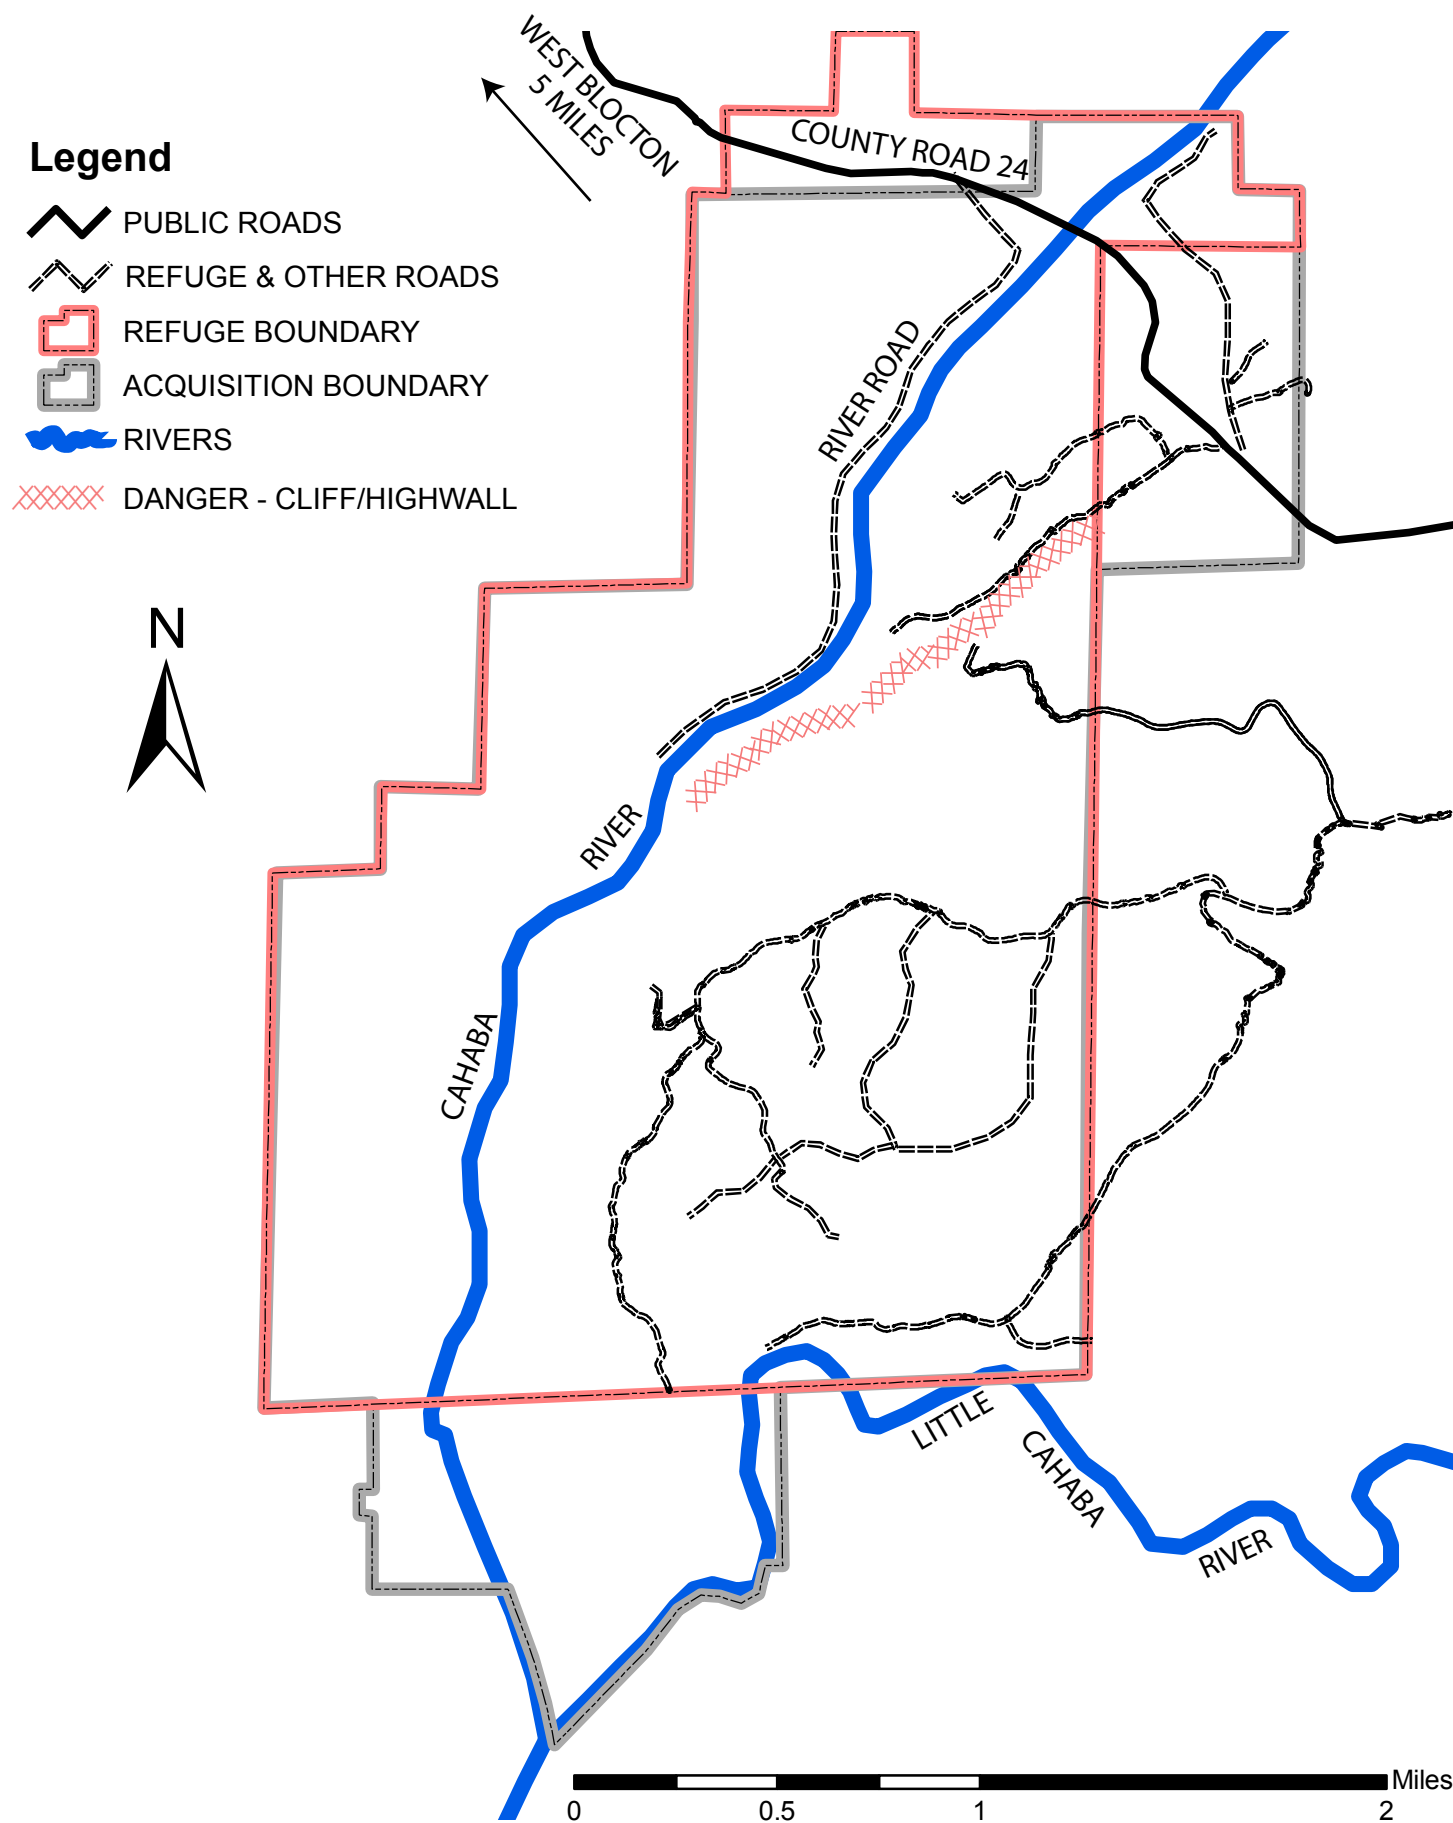 WEST BLOCTON
5 MILES
COUNTY ROAD 24
Legend
PUBLIC ROADS
REFUGE & OTHER ROADS
REFUGE BOUNDARY
ACQUISITION BOUNDARY
RIVERS
DANGER - CLIFF/HIGHWALL
RIVER ROAD
N
RIVER
CAHABA
LITTLE
CAHABA
RIVER
Miles
0 0.5 1 2